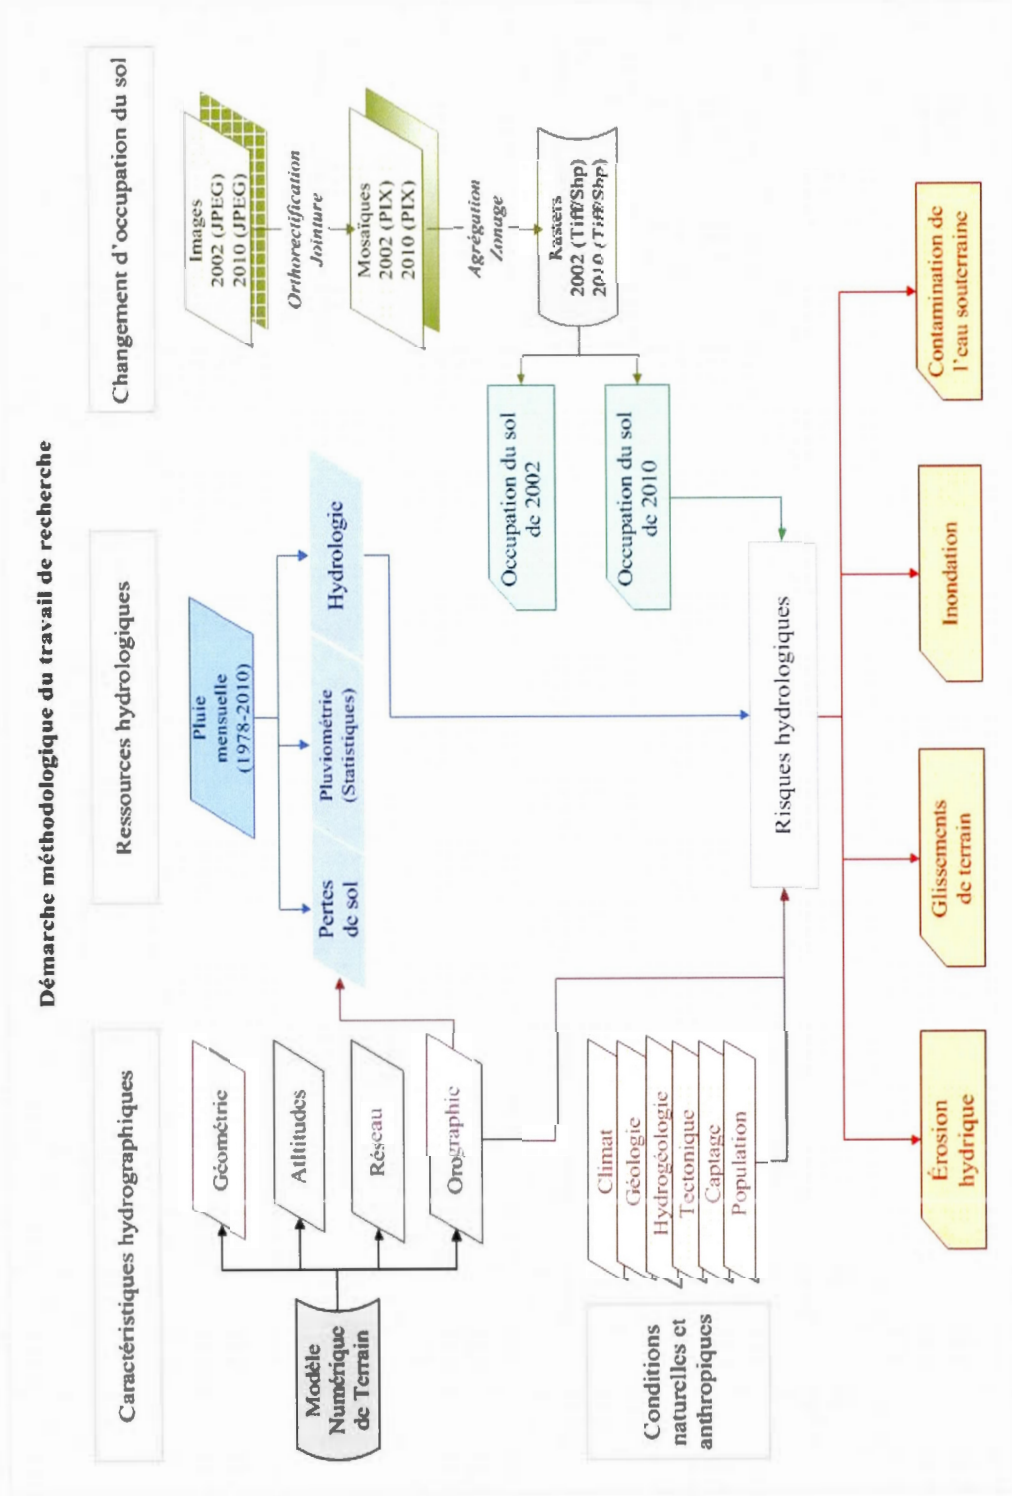 Démarche méthodologique du travail de recherche
Caractéristiques hydrographiques
Ressources hydrologiques
Changement d'occupation du sol
Modèle
Numérique
de Terrain
Géométrie
Altitudes
Réseau
Orographie
Pluie
mensuelle
(1978-2010)
Pertes
de sol
Pluviométrie
(Statistiques)
Hydrologie
Images
2002 (JPEG)
2010 (JPEG)
Orthorectification
Jointure
Mosaïques
2002 (PIX)
2010 (PIX)
Agrégation
Zonage
Rasters
2002 (Tiff/Shp)
2010 (Tiff/Shp)
Occupation du sol
de 2002
Occupation du sol
de 2010
Conditions
naturelles et
anthropiques
Climat
Géologie
Hydrogéologie
Tectonique
Captage
Population
Risques hydrologiques
Érosion
hydrique
Glissements
de terrain
Inondation
Contamination de
l'eau souterraine